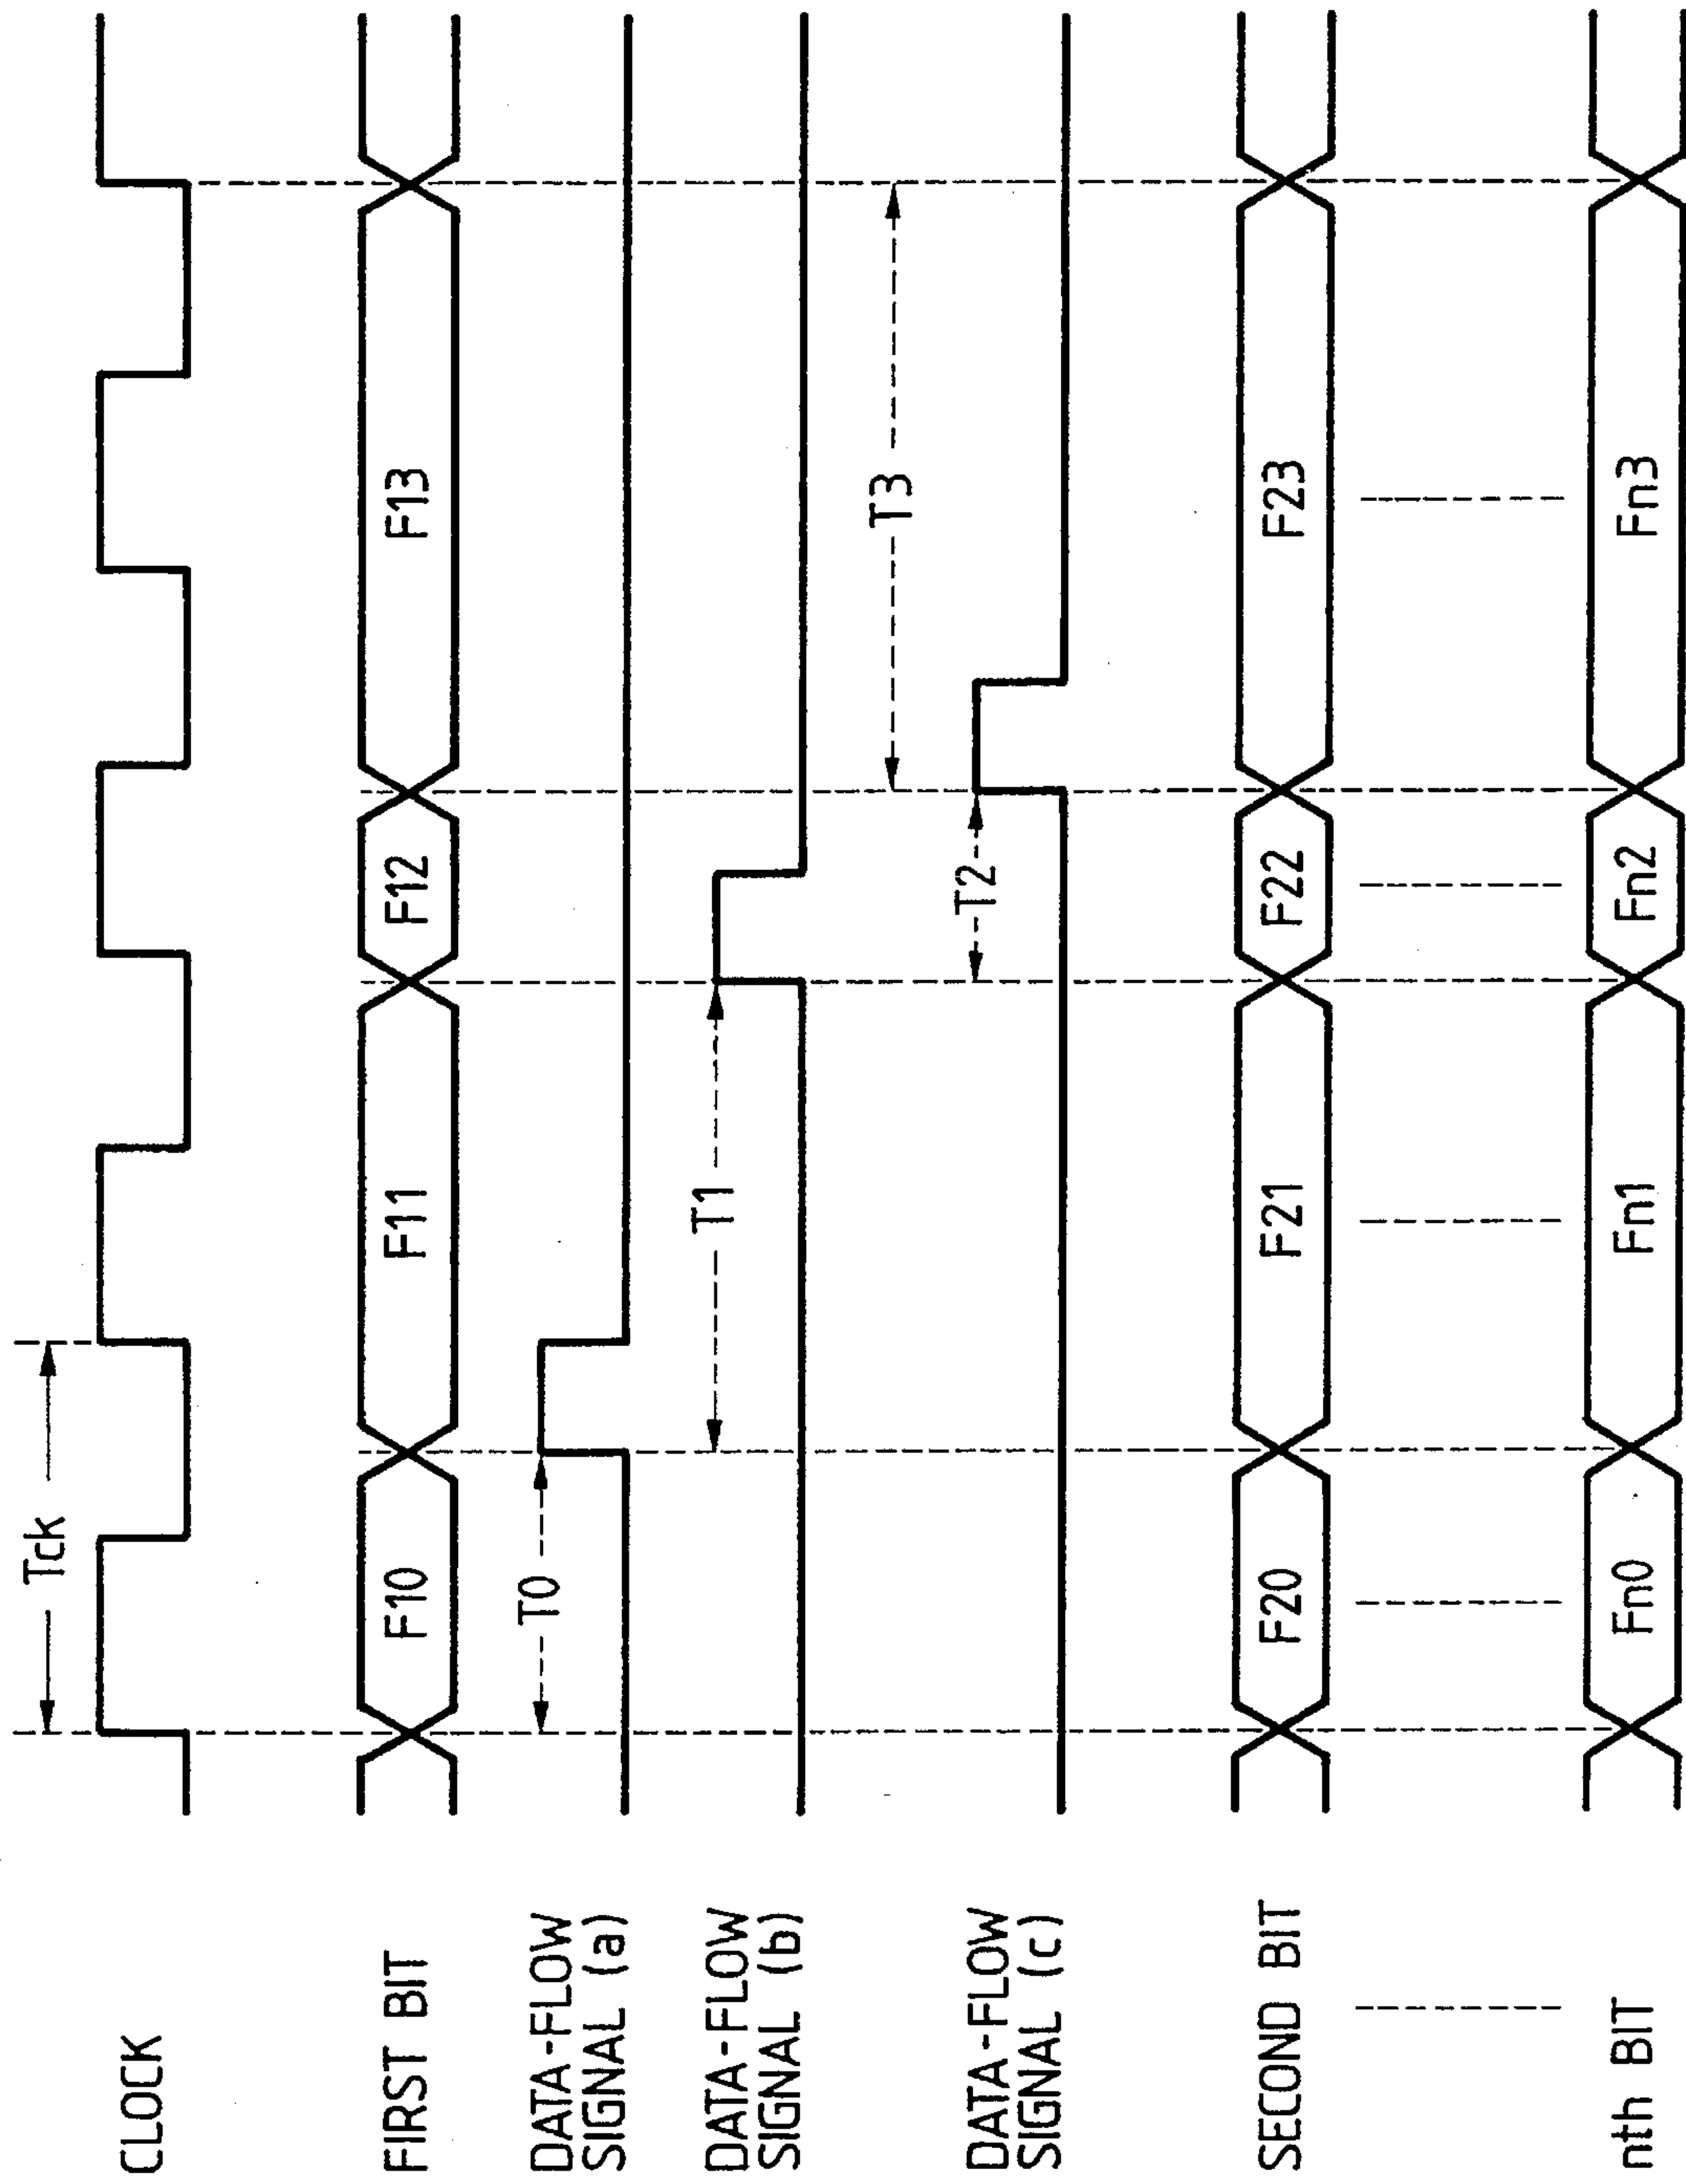 Tck
CLOCK
FIRST BIT
F10
F11
F12
F13
DATA-FLOW
SIGNAL (a)
T0
DATA-FLOW
SIGNAL (b)
T1
T3
DATA-FLOW
SIGNAL (c)
T2
SECOND BIT
F20
F21
F22
F23
nth BIT
Fn0
Fn1
Fn2
Fn3